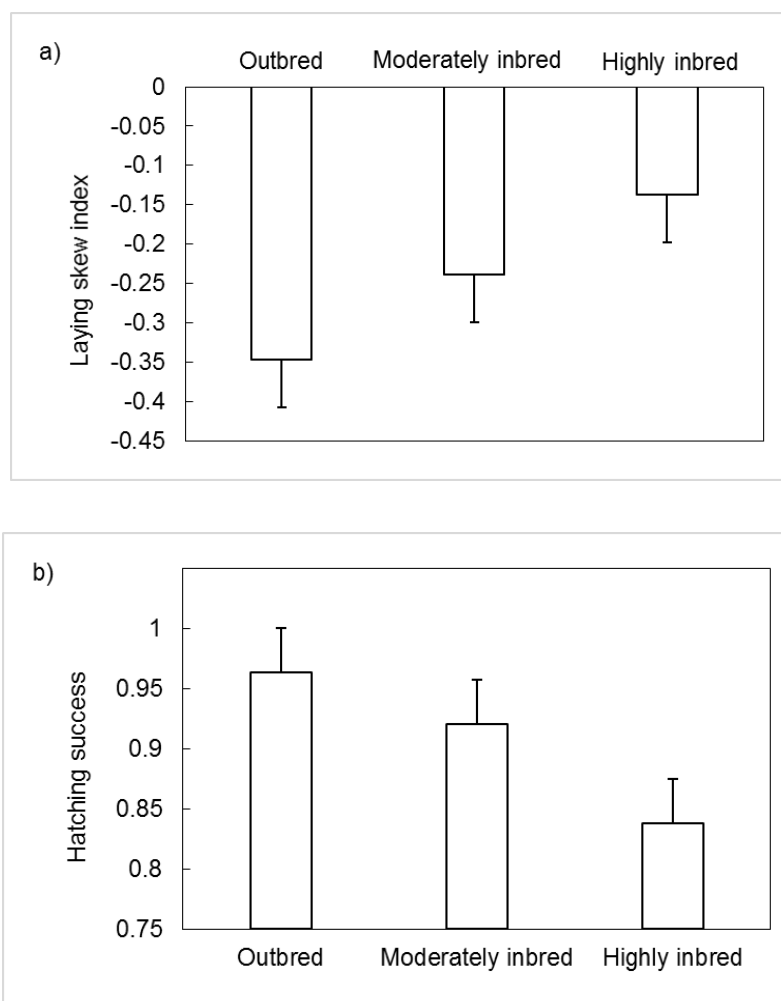 a)
Outbred Moderately inbred Highly inbred
0
-0.05
-0.1
-0.15
-0.2
-0.25
-0.3
-0.35
-0.4
-0.45
Laying skew index
b)
1
0.95
0.9
0.85
0.8
0.75
Hatching success
Outbred Moderately inbred Highly inbred